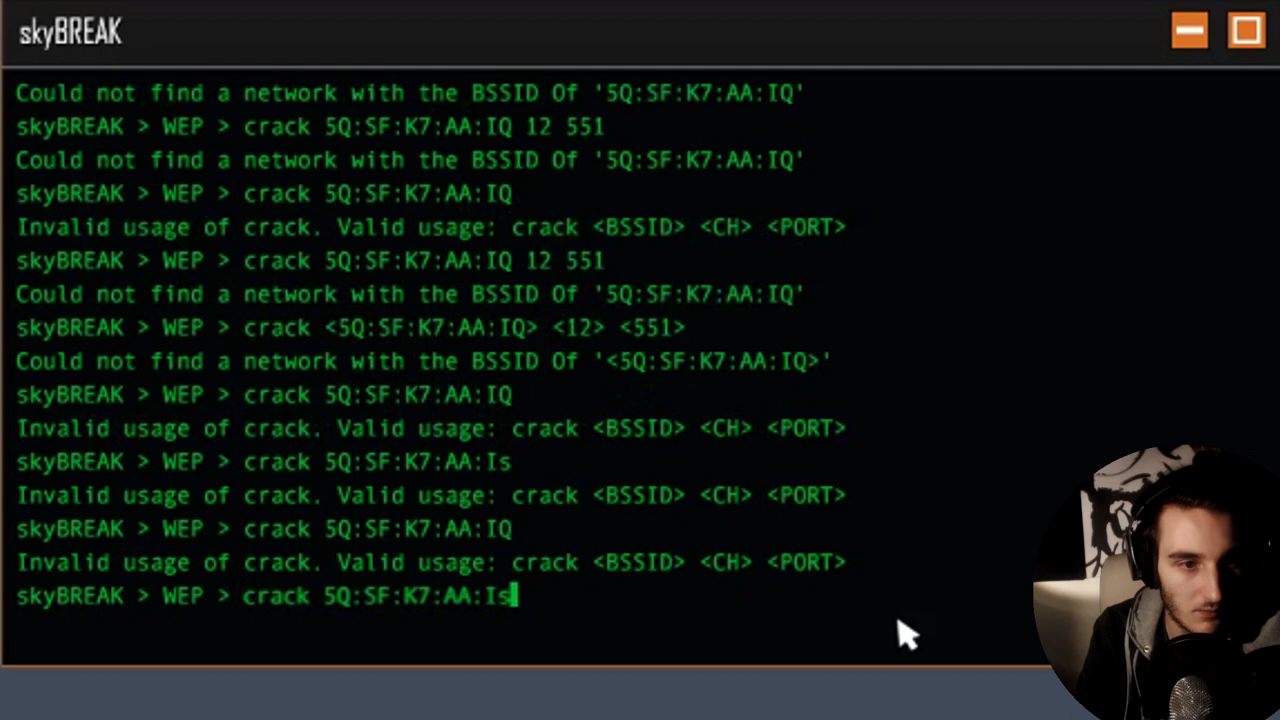 skyBREAK
Could not find a network with the BSSID Of '5Q:SF:K7:AA:IQ'
skyBREAK > WEP > crack 5Q:SF:K7:AA:IQ 12 551
Could not find a network with the BSSID Of '5Q:SF:K7:AA:IQ'
skyBREAK > WEP > crack 5Q:SF:K7:AA:IQ
Invalid usage of crack. Valid usage: crack <BSSID> <CH> <PORT>
skyBREAK > WEP > crack 5Q:SF:K7:AA:IQ 12 551
Could not find a network with the BSSID Of '5Q:SF:K7:AA:IQ'
skyBREAK > WEP > crack <5Q:SF:K7:AA:IQ> <12> <551>
Could not find a network with the BSSID Of '<5Q:SF:K7:AA:IQ>'
skyBREAK > WEP > crack 5Q:SF:K7:AA:IQ
Invalid usage of crack. Valid usage: crack <BSSID> <CH> <PORT>
skyBREAK > WEP > crack 5Q:SF:K7:AA:Is
Invalid usage of crack. Valid usage: crack <BSSID> <CH> <PORT>
skyBREAK > WEP > crack 5Q:SF:K7:AA:IQ
Invalid usage of crack. Valid usage: crack <BSSID> <CH> <PORT>
skyBREAK > WEP > crack 5Q:SF:K7:AA:Is